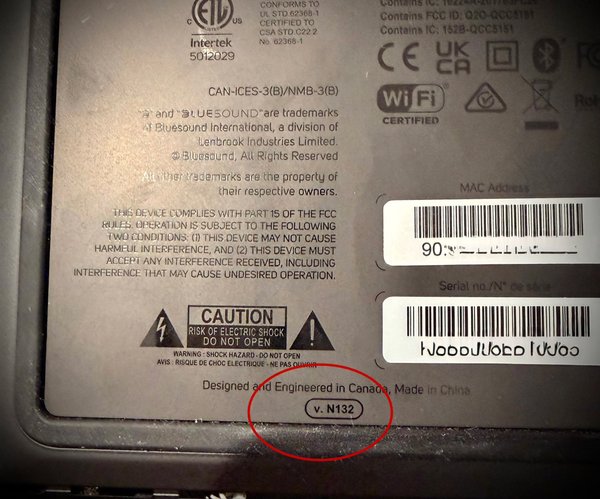 ETL
c
us
Intertek
5012029
CONFORMS TO
UL STD 62368-1
CERTIFIED TO
CSA STD C22.2
No. 62368-1
Contains FCC ID: Q2O-QCC5181
Contains IC: 152B-QCC5181
CE UK CA
WiFi
CERTIFIED
CAN-ICES-3(B)/NMB-3(B)
and "BLUESOUND" are trademarks
of Bluesound International, a division of
Lenbrook Industries Limited.
© Bluesound, All Rights Reserved
All other trademarks are the property of
their respective owners.
THIS DEVICE COMPLIES WITH PART 15 OF THE FCC
RULES. OPERATION IS SUBJECT TO THE FOLLOWING
TWO CONDITIONS: (1) THIS DEVICE MAY NOT CAUSE
HARMFUL INTERFERENCE, AND (2) THIS DEVICE MUST
ACCEPT ANY INTERFERENCE RECEIVED, INCLUDING
INTERFERENCE THAT MAY CAUSE UNDESIRED OPERATION.
MAC Address
90:
Serial no./N° de série
CAUTION
RISK OF ELECTRIC SHOCK
DO NOT OPEN
WARNING : SHOCK HAZARD - DO NOT OPEN
AVIS : RISQUE DE CHOC ELECTRIQUE - NE PAS OUVRIR
Designed and Engineered in Canada, Made in China
v. N132